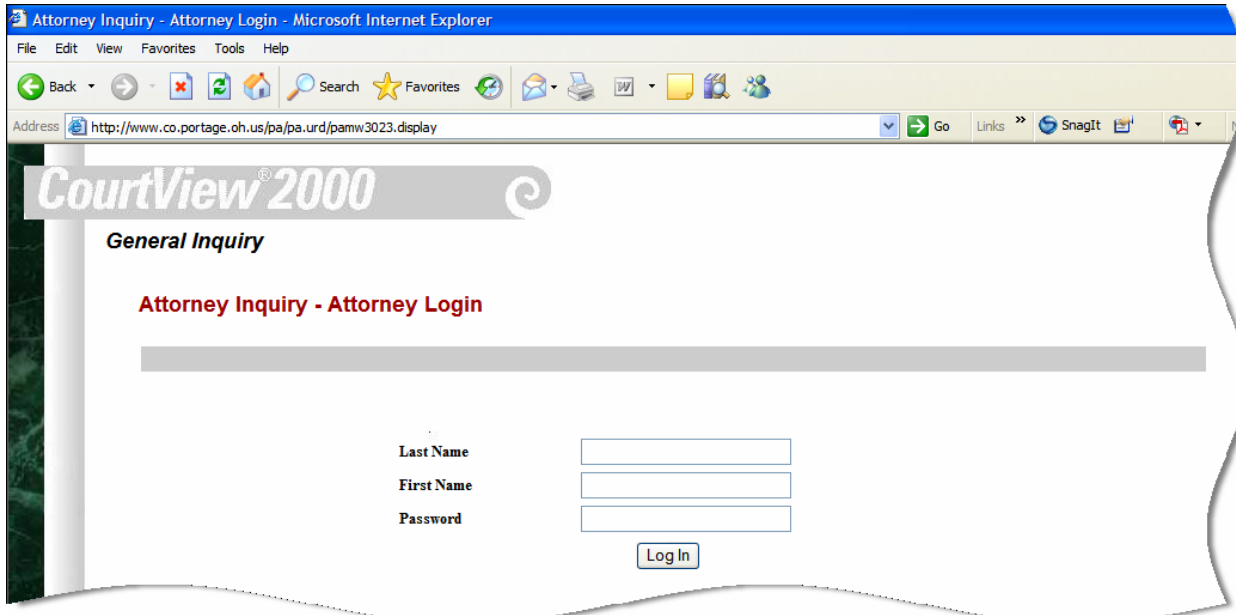 Attorney Inquiry - Attorney Login - Microsoft Internet Explorer
File Edit View Favorites Tools Help
Back Search Favorites
Address http://www.co.portage.oh.us/pa/pa.urd/pamw3023.display Go Links » SnagIt
CourtView®2000
General Inquiry
Attorney Inquiry - Attorney Login
Last Name
First Name
Password
Log In